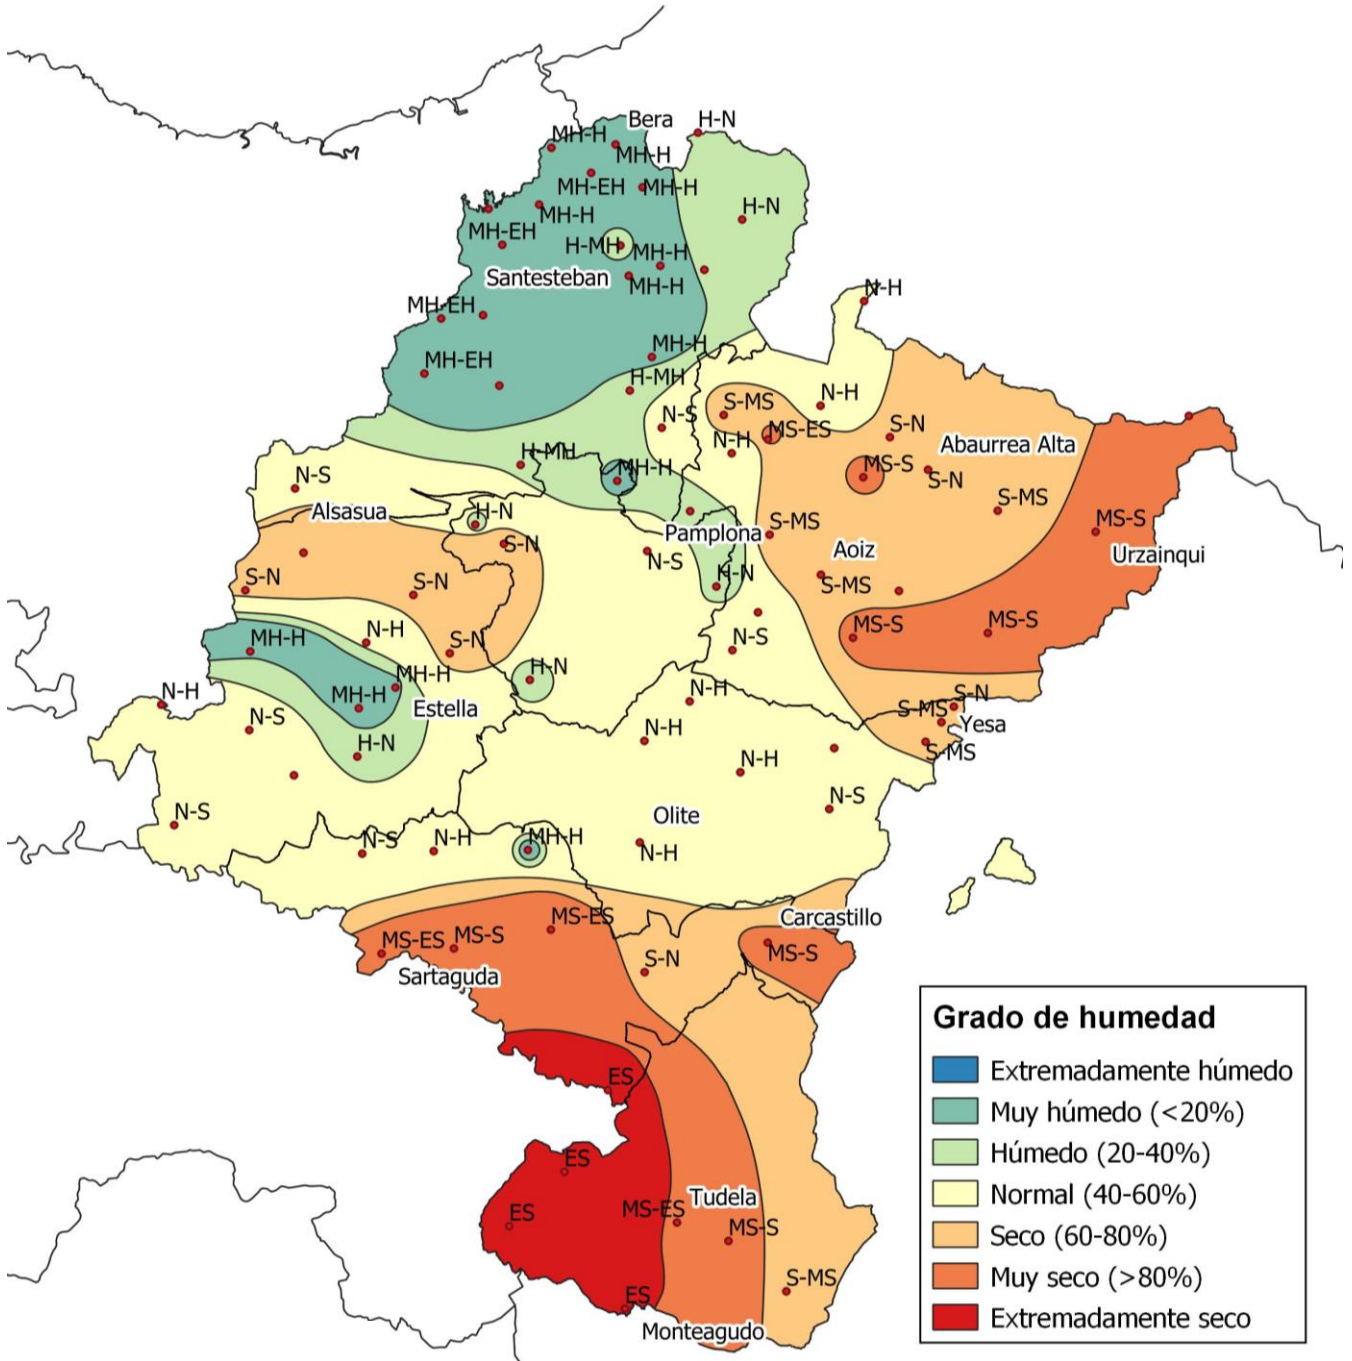 Bera
H-N
MH-H
MH-H
MH-EH
MH-H
MH-H
H-N
MH-EH
H-MH
MH-H
Santesteban
MH-H
N-H
MH-EH
MH-H
MH-EH
H-MH
N-H
S-MS
N-S
MS-ES
S-N
N-H
Abaurrea Alta
H-MH
MH-H
MS-S
S-N
N-S
S-MS
Alsasua
H-N
S-MS
MS-S
Pamplona
S-N
Aoiz
Urzainqui
N-S
S-N
S-N
H-N
S-MS
MH-H
N-H
S-N
N-S
MS-S
MS-S
MH-H
H-N
N-H
MH-H
N-H
S-N
Estella
S-MS
Yesa
N-S
N-H
H-N
S-MS
N-H
N-S
N-S
Olite
N-S
N-H
MH-H
N-H
MS-ES
Carcastillo
MS-ES
MS-S
MS-S
Sartaguda
S-N
ES
ES
Tudela
ES
MS-ES
MS-S
S-MS
ES
Monteagudo
Grado de humedad
Extremadamente húmedo
Muy húmedo (<20%)
Húmedo (20-40%)
Normal (40-60%)
Seco (60-80%)
Muy seco (>80%)
Extremadamente seco